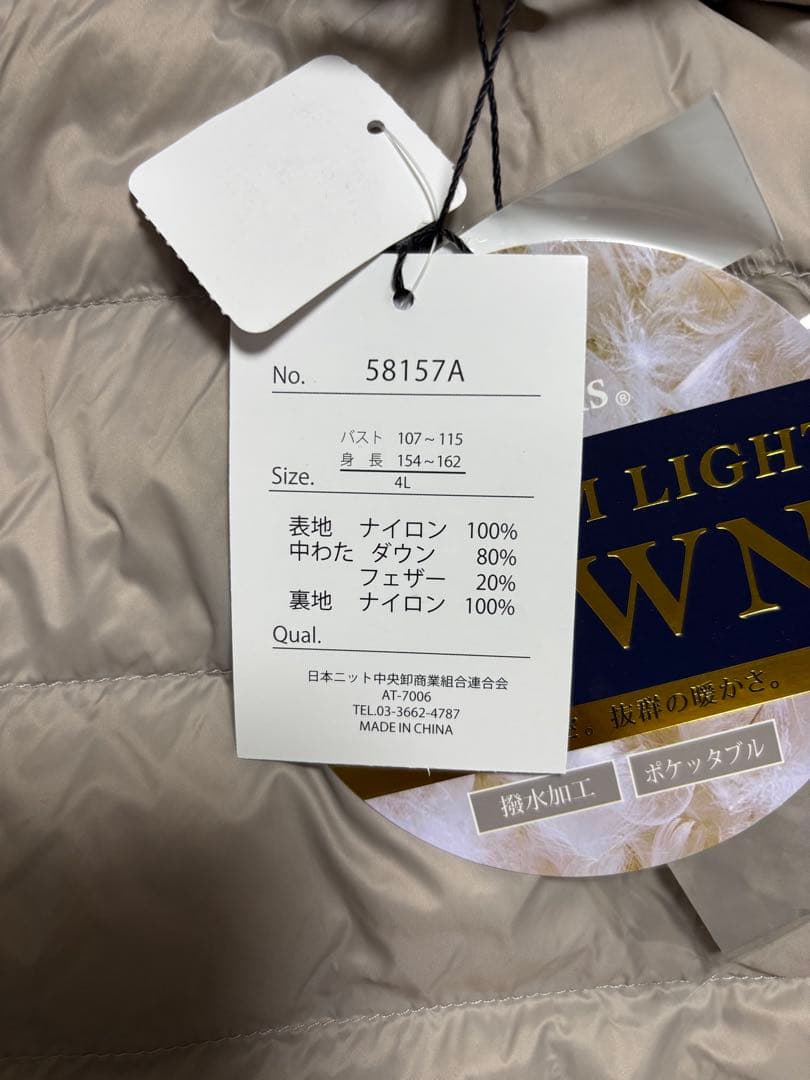 No. 58157A
バスト 107～115
身 長 154～162
Size.
4L
表地 ナイロン 100%
中わた ダウン 80%
フェザー 20%
裏地 ナイロン 100%
Qual.
日本ニット中央卸商業組合連合会
AT-7006
TEL.03-3662-4787
MADE IN CHINA
®
LIGHT
WN
。抜群の暖かさ。
撥水加工
ポケッタブル